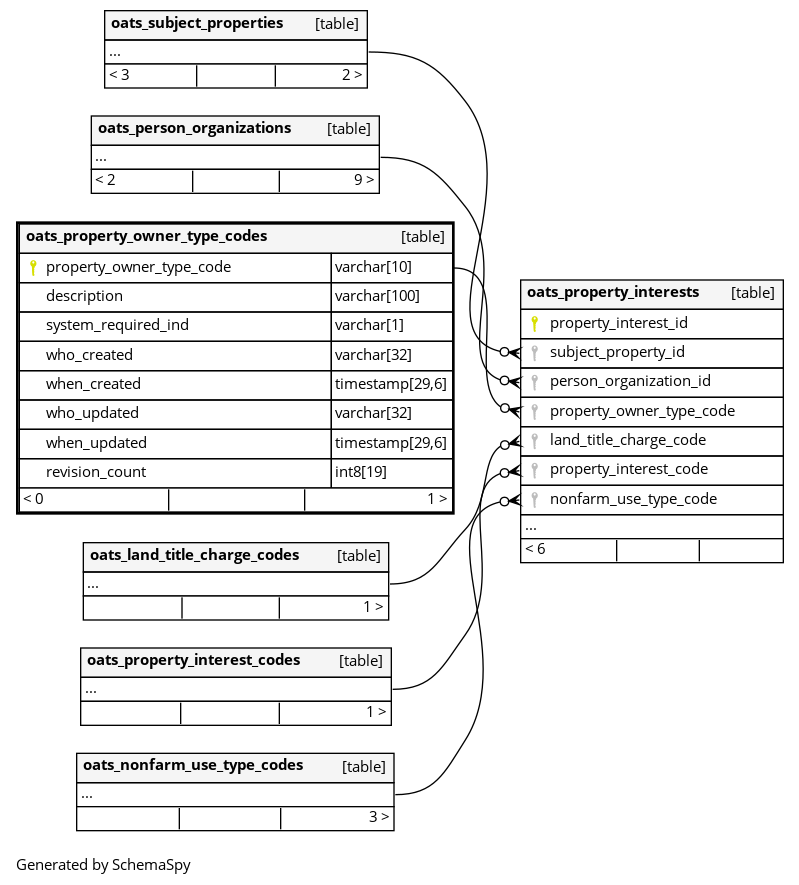 oats_subject_properties [table]
...
< 3 2 >
oats_person_organizations [table]
...
< 2 9 >
oats_property_owner_type_codes [table]
property_owner_type_code varchar[10]
description varchar[100]
system_required_ind varchar[1]
who_created varchar[32]
when_created timestamp[29,6]
who_updated varchar[32]
when_updated timestamp[29,6]
revision_count int8[19]
< 0 1 >
oats_property_interests [table]
property_interest_id
subject_property_id
person_organization_id
property_owner_type_code
land_title_charge_code
property_interest_code
nonfarm_use_type_code
...
< 6
oats_land_title_charge_codes [table]
...
1 >
oats_property_interest_codes [table]
...
1 >
oats_nonfarm_use_type_codes [table]
...
3 >
Generated by SchemaSpy